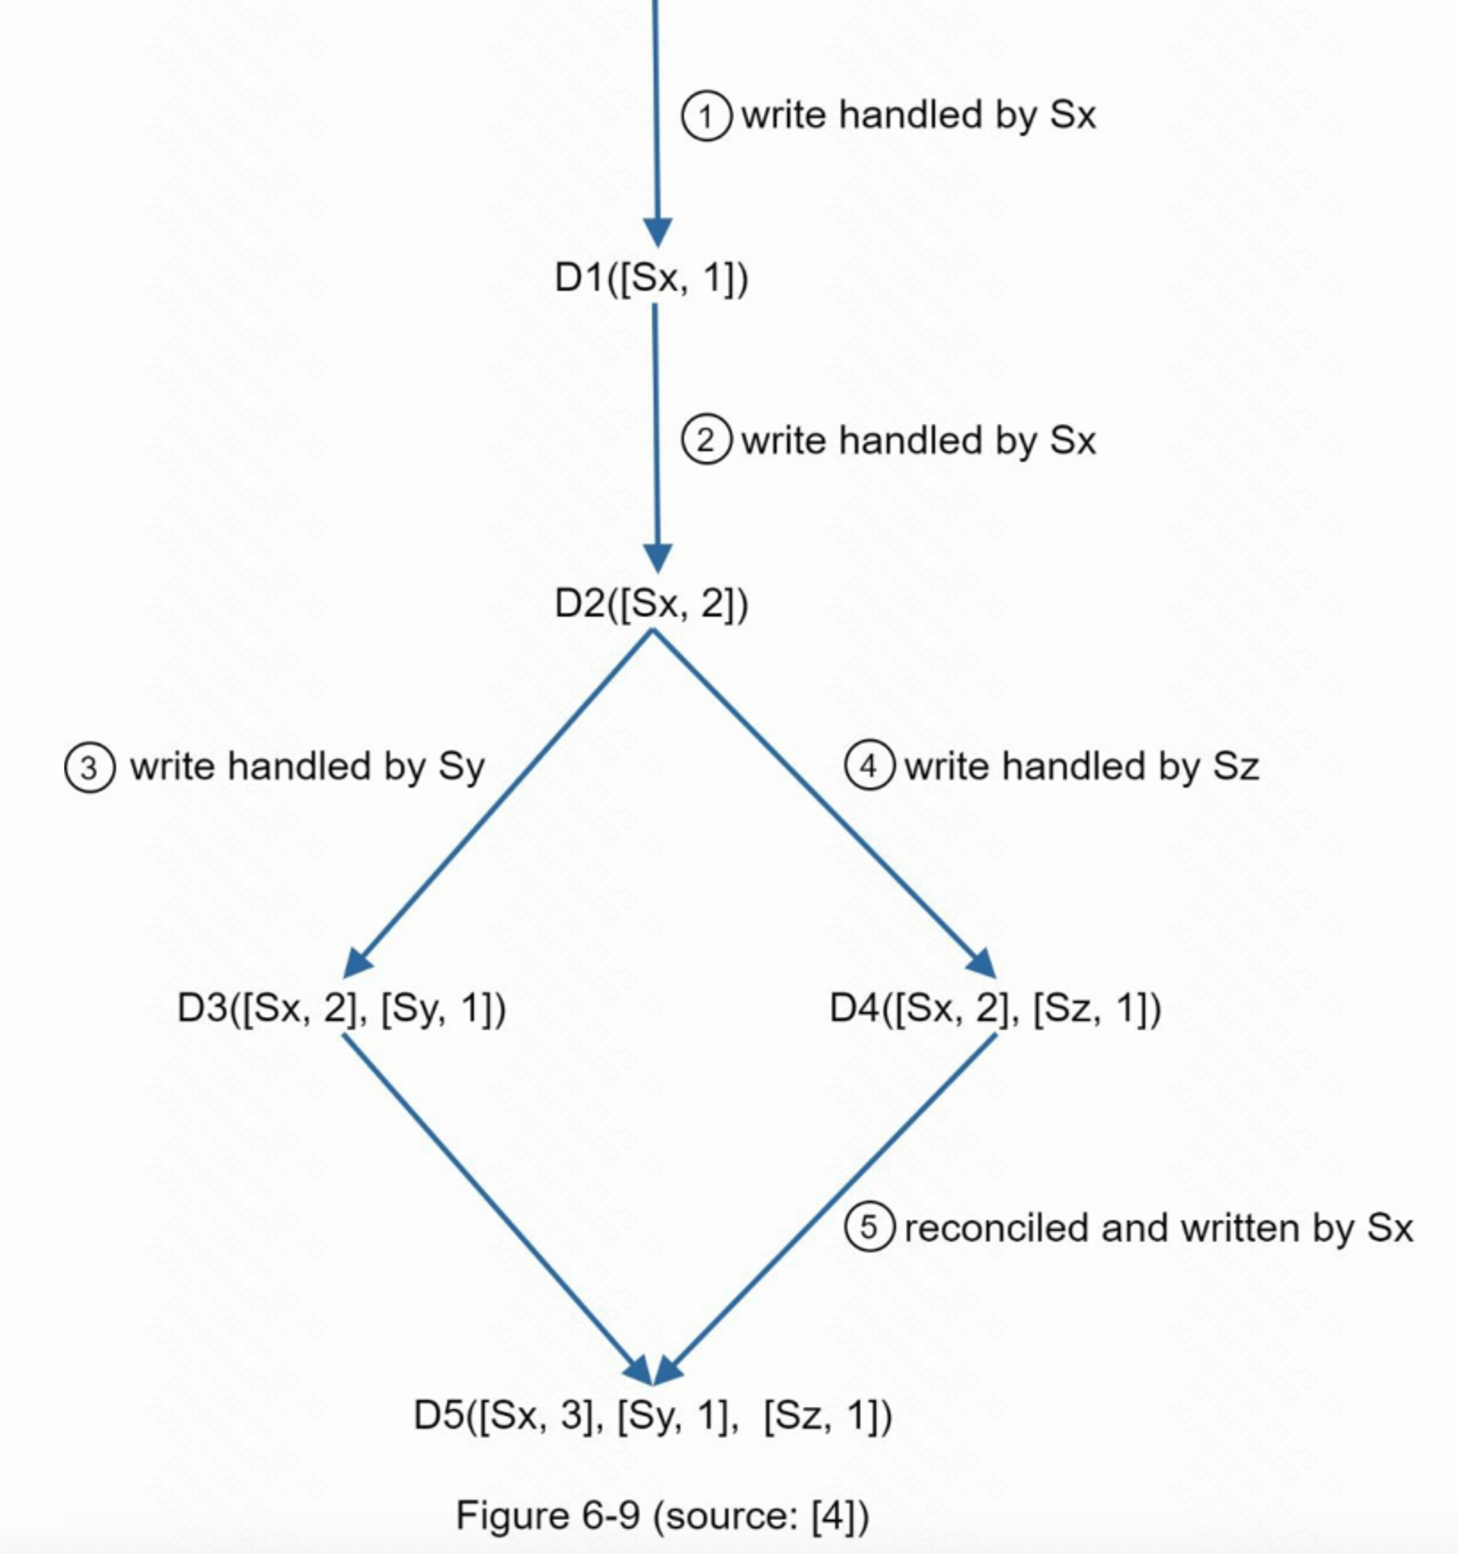 ① write handled by Sx
D1([Sx, 1])
② write handled by Sx
D2([Sx, 2])
③ write handled by Sy
④ write handled by Sz
D3([Sx, 2], [Sy, 1])
D4([Sx, 2], [Sz, 1])
⑤ reconciled and written by Sx
D5([Sx, 3], [Sy, 1], [Sz, 1])
Figure 6-9 (source: [4])